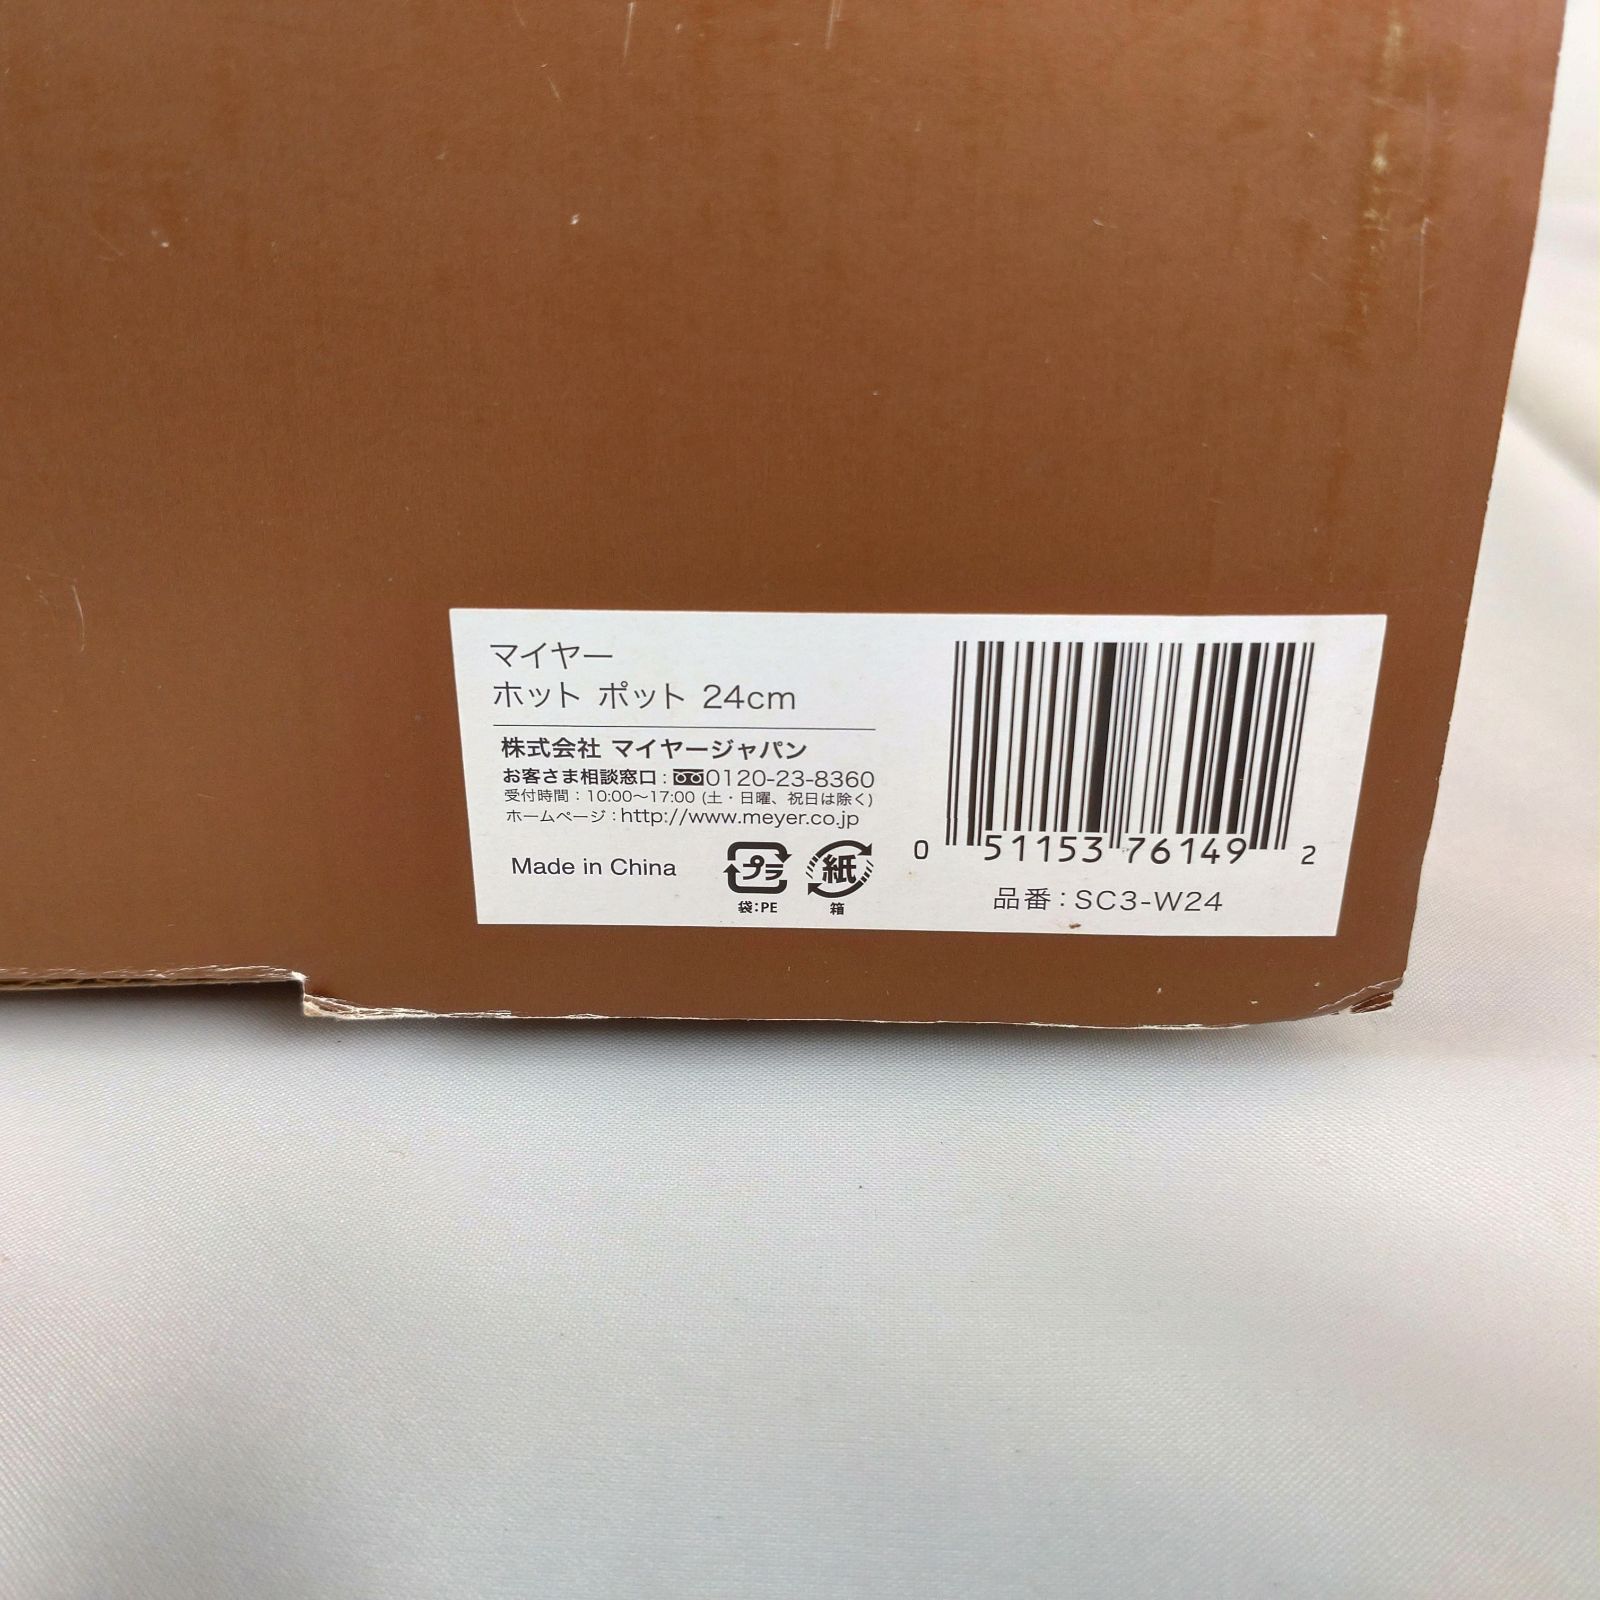 マイヤー
ホット ポット 24cm
株式会社 マイヤージャパン
お客さま相談窓口:0120-23-8360
受付時間:10:00〜17:00 (土・日曜、祝日は除く)
ホームページ:http://www.meyer.co.jp
Made in China
プラ
袋:PE
紙
箱
0 51153 76149 2
品番:SC3-W24